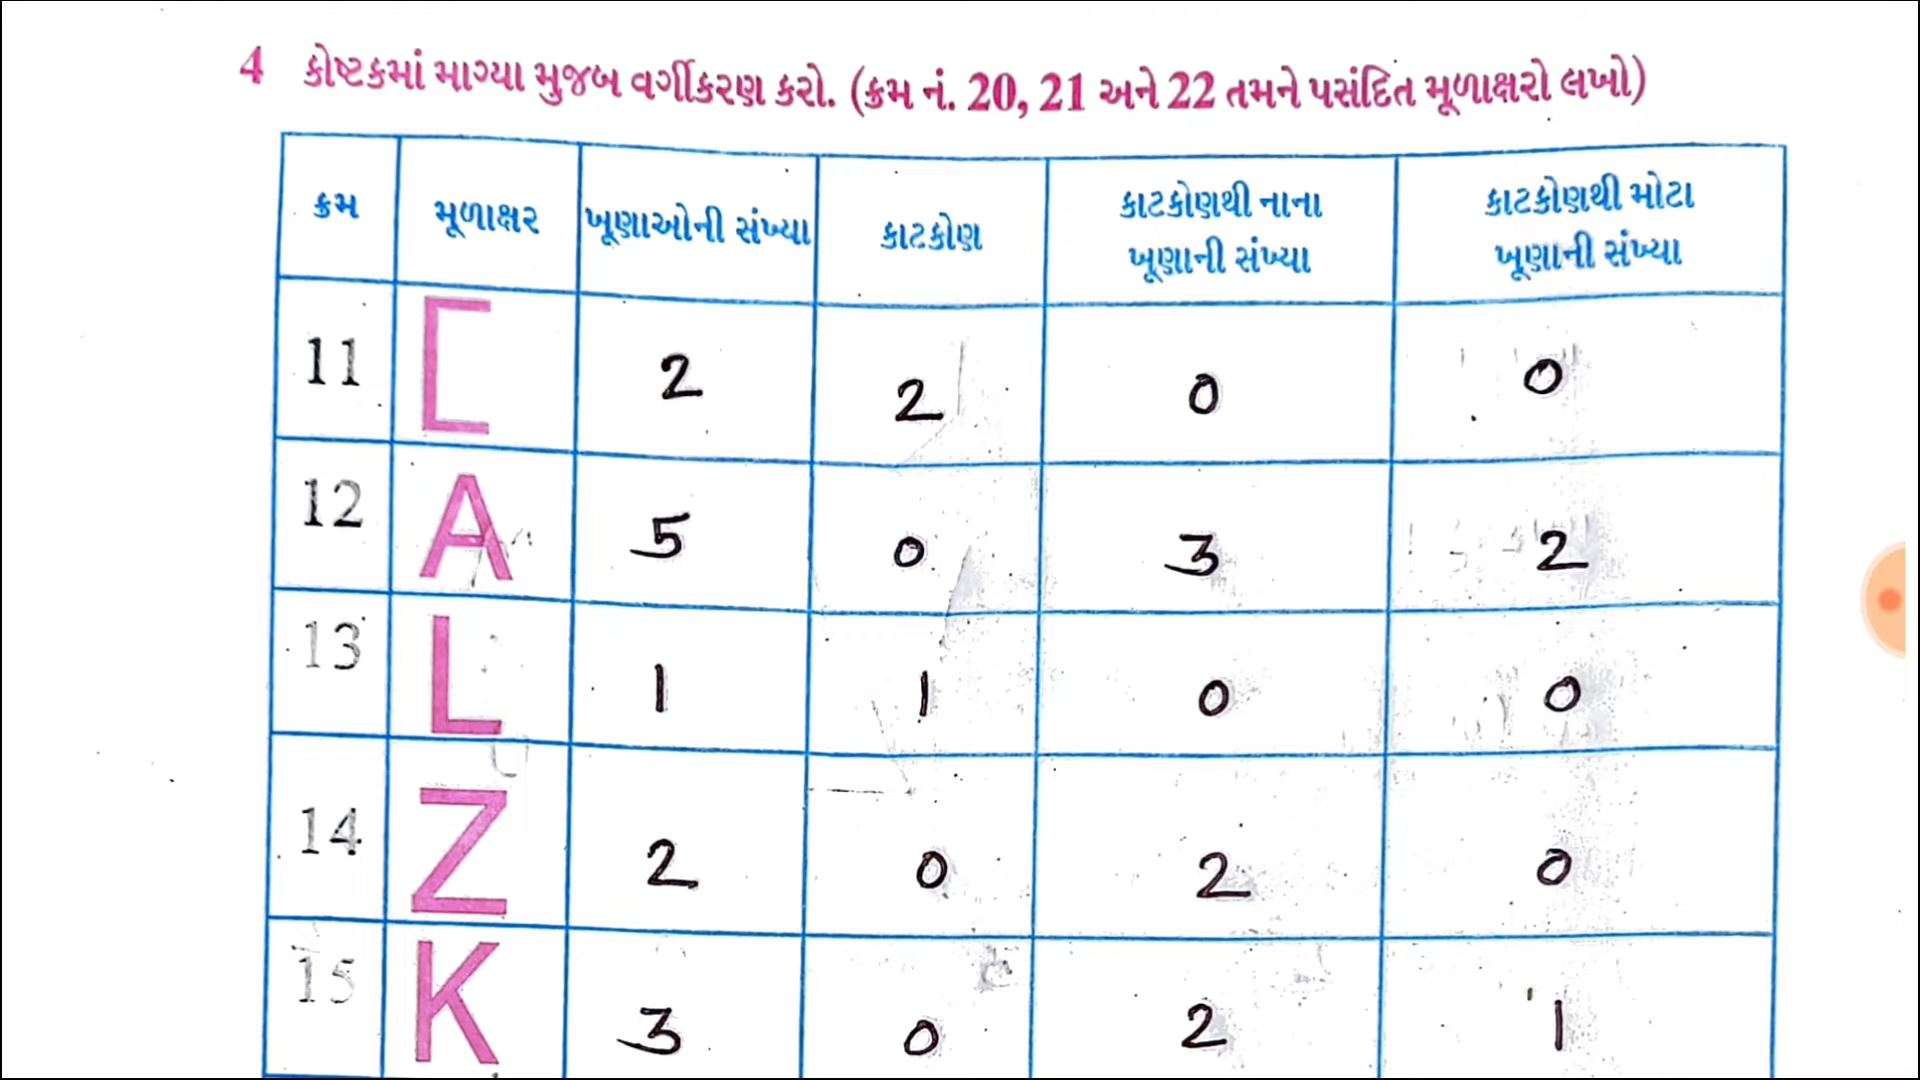 4 કોષ્ટકમાં માગ્યા મુજબ વર્ગીકરણ કરો. (ક્રમ નં. 20, 21 અને 22 તમને પસંદિત મૂળાક્ષરો લખો)
ક્રમ મૂળાક્ષર ખૂણાઓની સંખ્યા કાટકોણ કાટકોણથી નાના ખૂણાની સંખ્યા કાટકોણથી મોટા ખૂણાની સંખ્યા
11 [ 2 2 0 0
12 A 5 0 3 2
13 L 1 1 0 0
14 Z 2 0 2 0
15 K 3 0 2 1